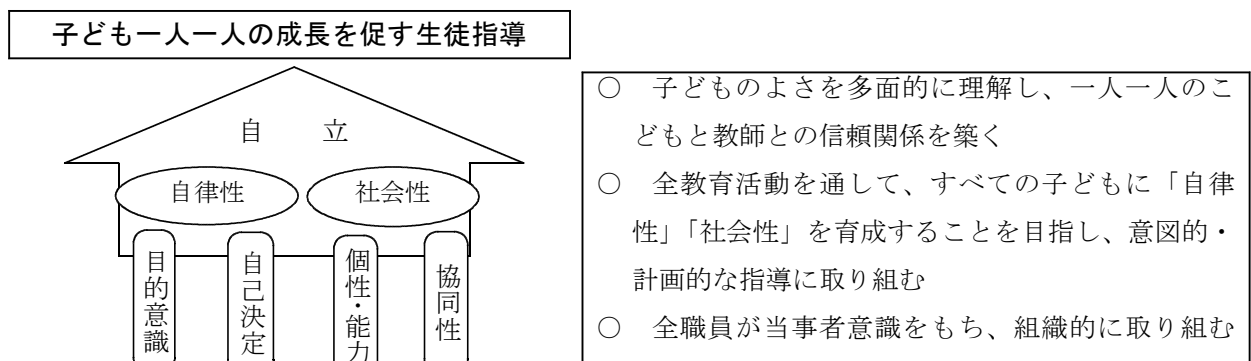 子ども一人一人の成長を促す生徒指導
自　立
自律性
社会性
目的意識
自己決定
個性・能力
協同性
○　子どものよさを多面的に理解し、一人一人のこ
どもと教師との信頼関係を築く
○　全教育活動を通して、すべての子どもに「自律
性」「社会性」を育成することを目指し、意図的・
計画的な指導に取り組む
○　全職員が当事者意識をもち、組織的に取り組む